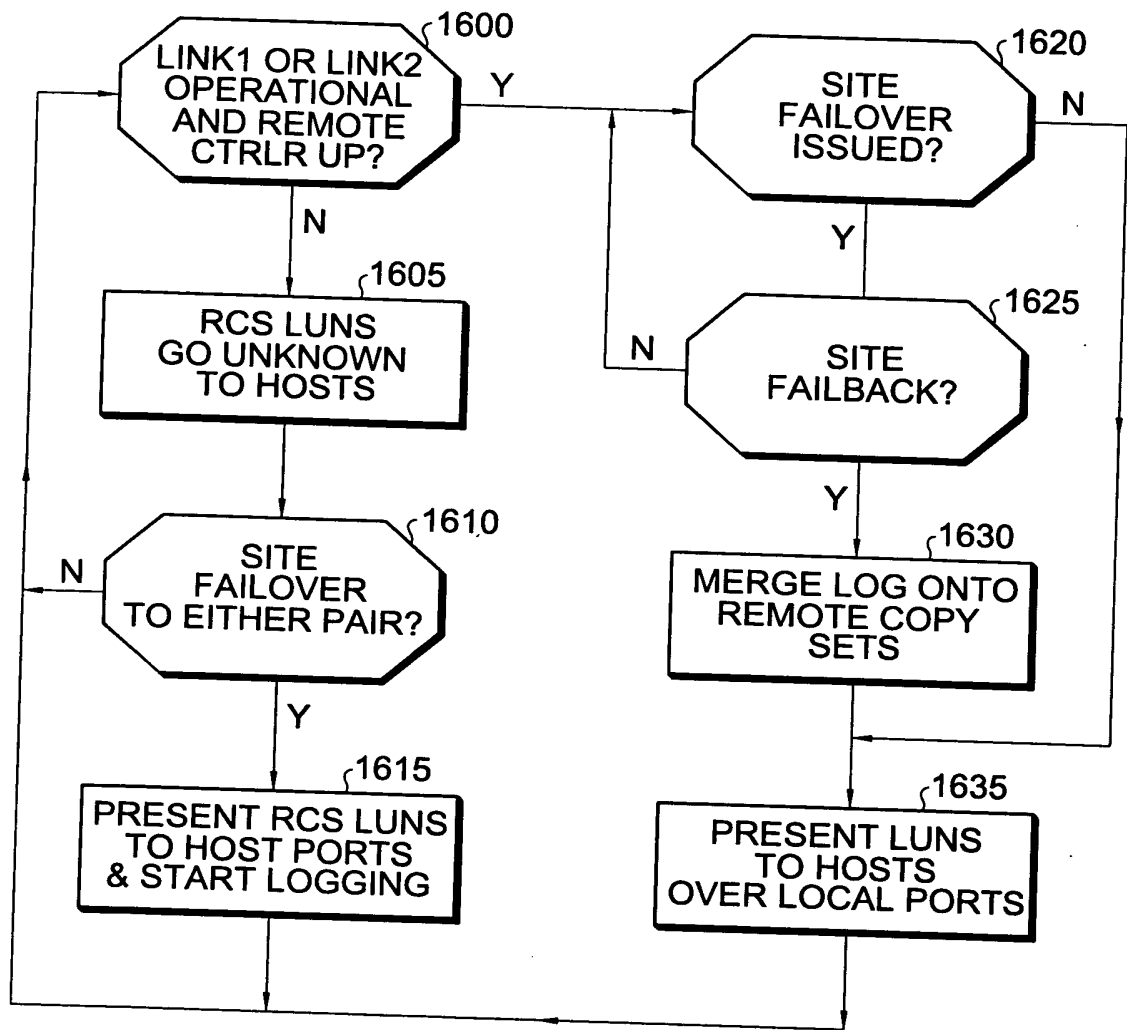 1600
LINK1 OR LINK2
OPERATIONAL
AND REMOTE
CTRLR UP?
Y
N
1605
RCS LUNS
GO UNKNOWN
TO HOSTS
1610
SITE
FAILOVER
TO EITHER PAIR?
N
Y
1615
PRESENT RCS LUNS
TO HOST PORTS
& START LOGGING
1620
SITE
FAILOVER
ISSUED?
N
Y
1625
SITE
FAILBACK?
N
Y
1630
MERGE LOG ONTO
REMOTE COPY
SETS
1635
PRESENT LUNS
TO HOSTS
OVER LOCAL PORTS